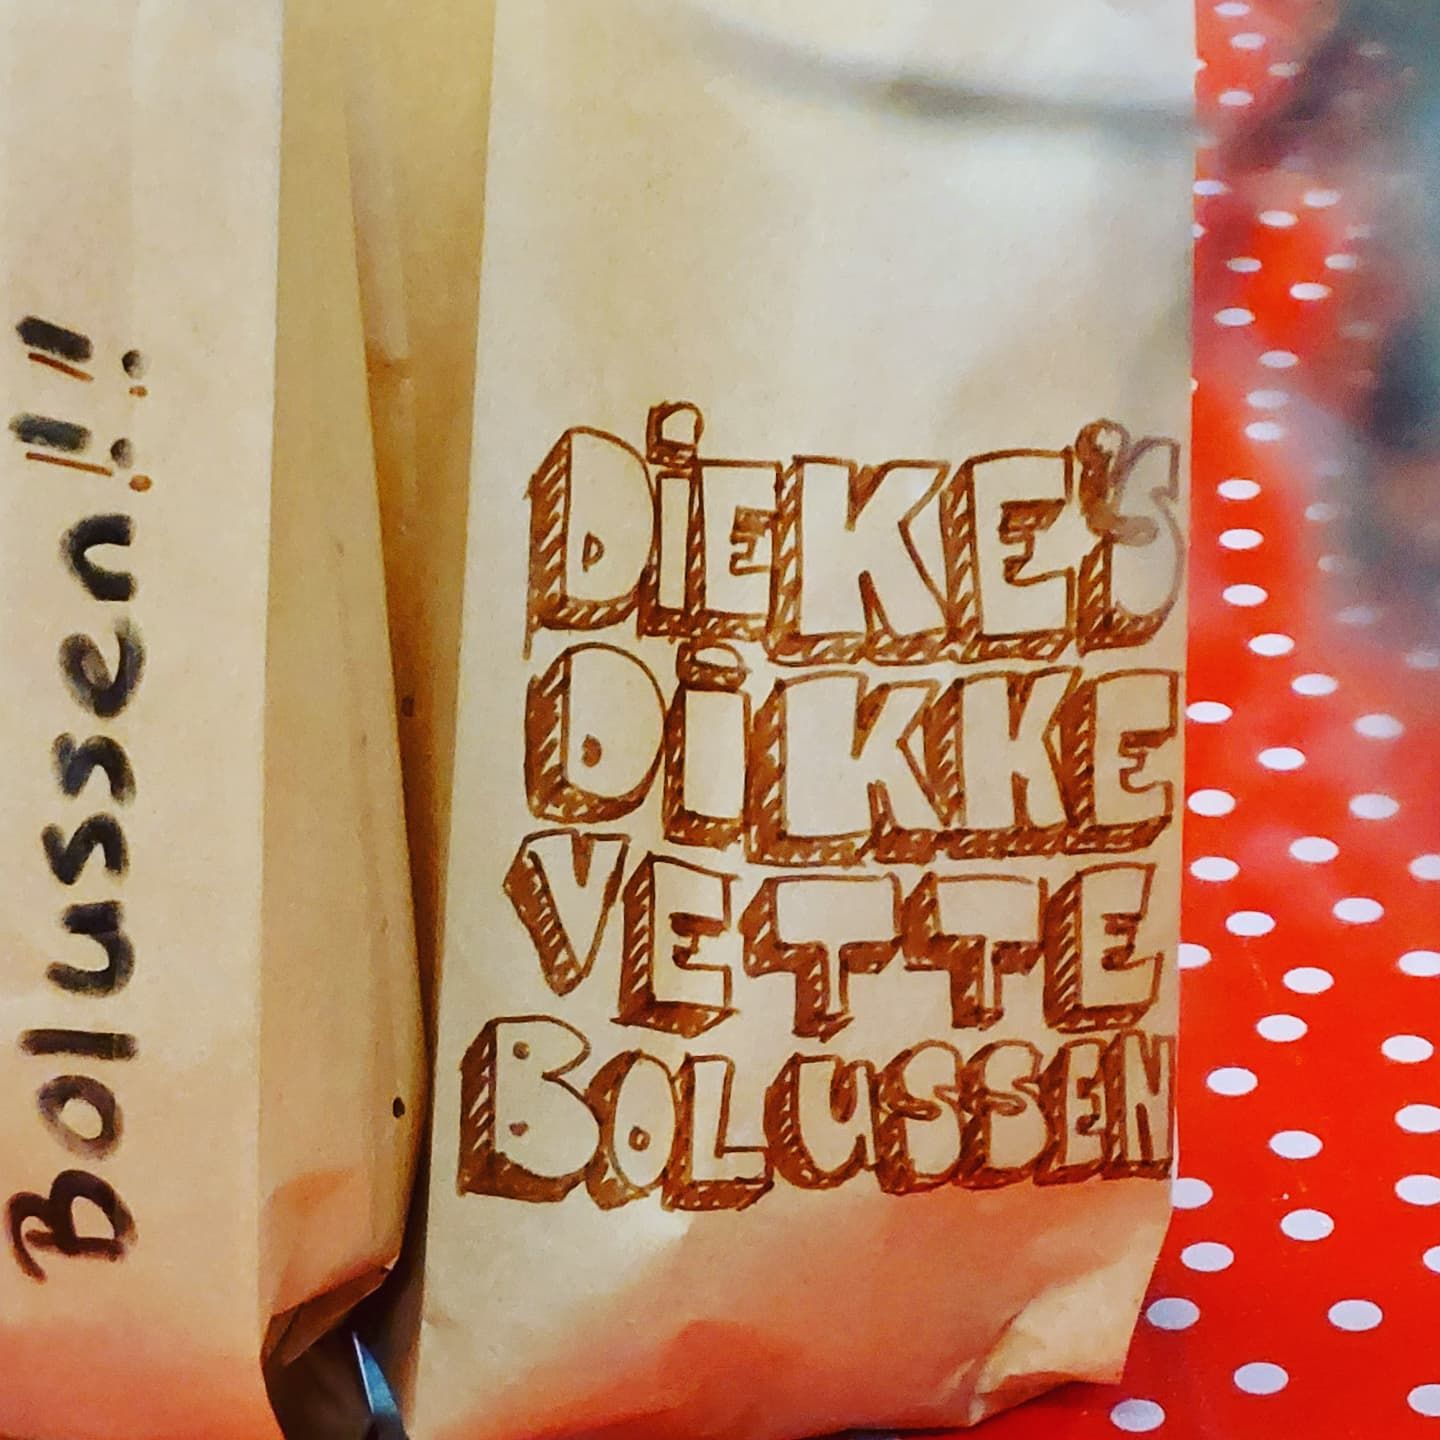 Bolussen!!
DiEKE'S
DiKKE
VETTE
BOLUSSEN